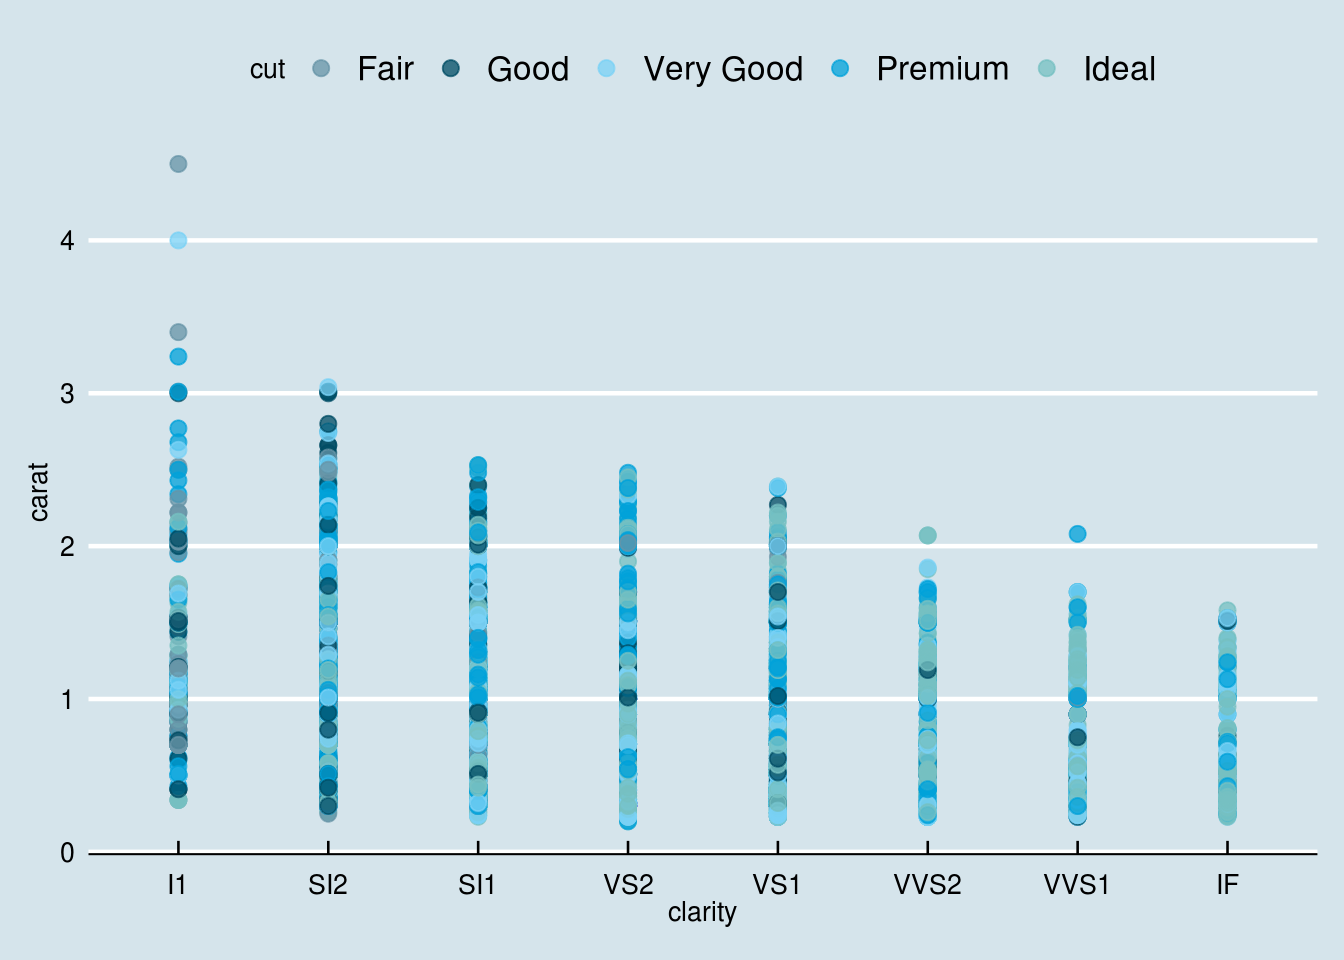 cut Fair Good Very Good Premium Ideal
4
3
2
1
0
carat
I1 SI2 SI1 VS2 VS1 VVS2 VVS1 IF
clarity